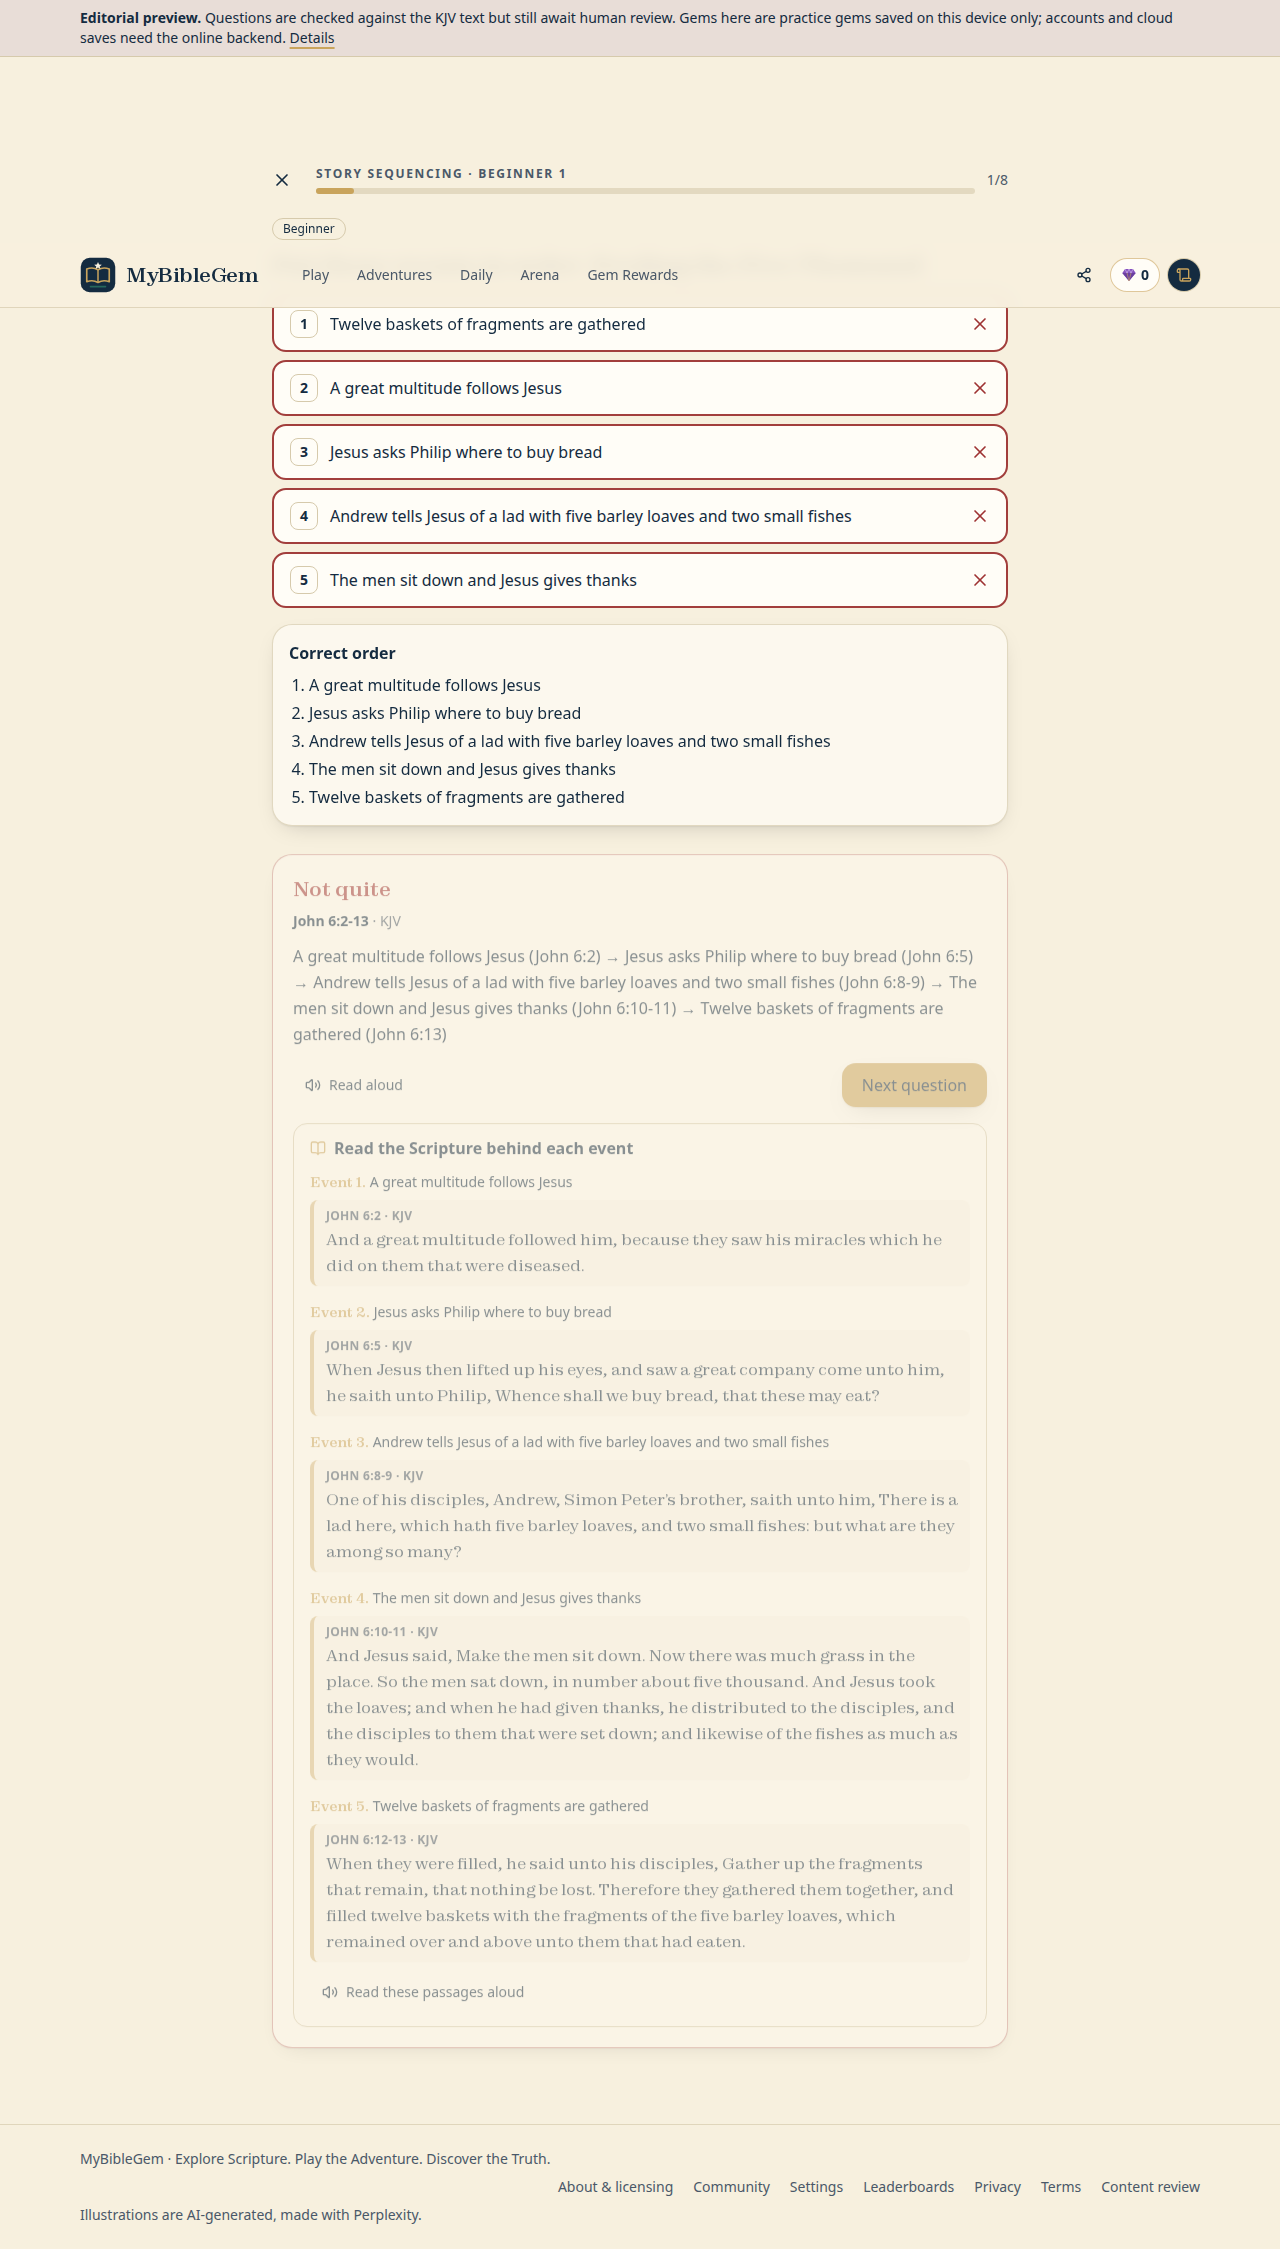 Editorial preview. Questions are checked against the KJV text but still await human review. Gems here are practice gems saved on this device only; accounts and cloud
saves need the online backend. Details
STORY SEQUENCING · BEGINNER 1
1/8
Beginner
MyBibleGem
Play
Adventures
Daily
Arena
Gem Rewards
0
1 Twelve baskets of fragments are gathered
2 A great multitude follows Jesus
3 Jesus asks Philip where to buy bread
4 Andrew tells Jesus of a lad with five barley loaves and two small fishes
5 The men sit down and Jesus gives thanks
Correct order
1. A great multitude follows Jesus
2. Jesus asks Philip where to buy bread
3. Andrew tells Jesus of a lad with five barley loaves and two small fishes
4. The men sit down and Jesus gives thanks
5. Twelve baskets of fragments are gathered
Not quite
John 6:2-13 · KJV
A great multitude follows Jesus (John 6:2) → Jesus asks Philip where to buy bread (John 6:5)
→ Andrew tells Jesus of a lad with five barley loaves and two small fishes (John 6:8-9) → The
men sit down and Jesus gives thanks (John 6:10-11) → Twelve baskets of fragments are
gathered (John 6:13)
Read aloud
Next question
Read the Scripture behind each event
Event 1. A great multitude follows Jesus
JOHN 6:2 · KJV
And a great multitude followed him, because they saw his miracles which he
did on them that were diseased.
Event 2. Jesus asks Philip where to buy bread
JOHN 6:5 · KJV
When Jesus then lifted up his eyes, and saw a great company come unto him,
he saith unto Philip, Whence shall we buy bread, that these may eat?
Event 3. Andrew tells Jesus of a lad with five barley loaves and two small fishes
JOHN 6:8-9 · KJV
One of his disciples, Andrew, Simon Peter's brother, saith unto him, There is a
lad here, which hath five barley loaves, and two small fishes: but what are they
among so many?
Event 4. The men sit down and Jesus gives thanks
JOHN 6:10-11 · KJV
And Jesus said, Make the men sit down. Now there was much grass in the
place. So the men sat down, in number about five thousand. And Jesus took
the loaves; and when he had given thanks, he distributed to the disciples, and
the disciples to them that were set down; and likewise of the fishes as much as
they would.
Event 5. Twelve baskets of fragments are gathered
JOHN 6:12-13 · KJV
When they were filled, he said unto his disciples, Gather up the fragments
that remain, that nothing be lost. Therefore they gathered them together, and
filled twelve baskets with the fragments of the five barley loaves, which
remained over and above unto them that had eaten.
Read these passages aloud
MyBibleGem · Explore Scripture. Play the Adventure. Discover the Truth.
About & licensing
Community
Settings
Leaderboards
Privacy
Terms
Content review
Illustrations are AI-generated, made with Perplexity.